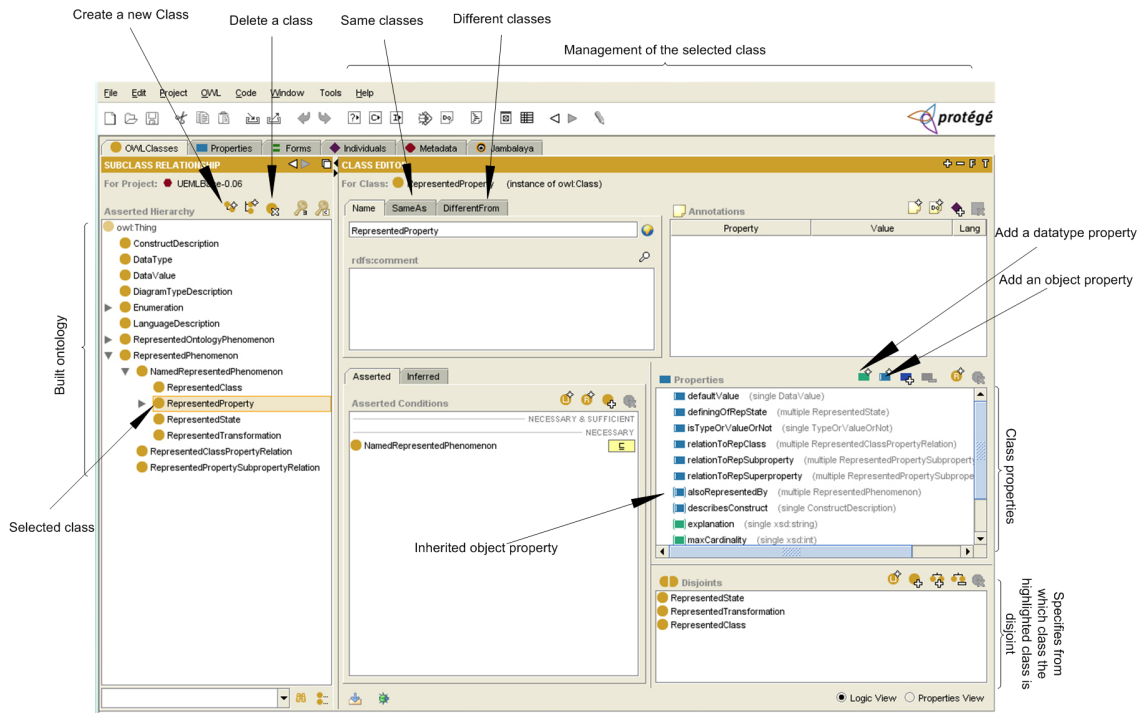 Create a new Class
Delete a class
Same classes
Different classes
Management of the selected class
File Edit Project OWL Code Window Tools Help
protégé
OWLClasses Properties Forms Individuals Metadata Jambalaya
SUBCLASS RELATIONSHIP
CLASS EDITOR
For Project: UEMLBase-0.06
For Class: RepresentedProperty (instance of owl:Class)
Asserted Hierarchy
Name SameAs DifferentFrom
Annotations
owl:Thing
ConstructDescription
DataType
DataValue
DiagramTypeDescription
Enumeration
LanguageDescription
RepresentedOntologyPhenomenon
RepresentedPhenomenon
NamedRepresentedPhenomenon
RepresentedClass
RepresentedProperty
RepresentedState
RepresentedTransformation
RepresentedClassPropertyRelation
RepresentedPropertySubpropertyRelation
Built ontology
Selected class
RepresentedProperty
rdfs:comment
Property Value Lang
Add a datatype property
Add an object property
Asserted Inferred
Asserted Conditions
NECESSARY & SUFFICIENT
NECESSARY
NamedRepresentedPhenomenon
⊑
Inherited object property
Properties
defaultValue (single DataValue)
definingOfRepState (multiple RepresentedState)
isTypeOrValueOrNot (single TypeOrValueOrNot)
relationToRepClass (multiple RepresentedClassPropertyRelation)
relationToRepSubproperty (multiple RepresentedPropertySubproperty
relationToRepSuperproperty (multiple RepresentedPropertySubprope
alsoRepresentedBy (multiple RepresentedPhenomenon)
describesConstruct (single ConstructDescription)
explanation (single xsd:string)
maxCardinality (single xsd:int)
Class properties
Disjoints
RepresentedState
RepresentedTransformation
RepresentedClass
Specifies from
which class the
highlighted class is
disjoint
Logic View Properties View